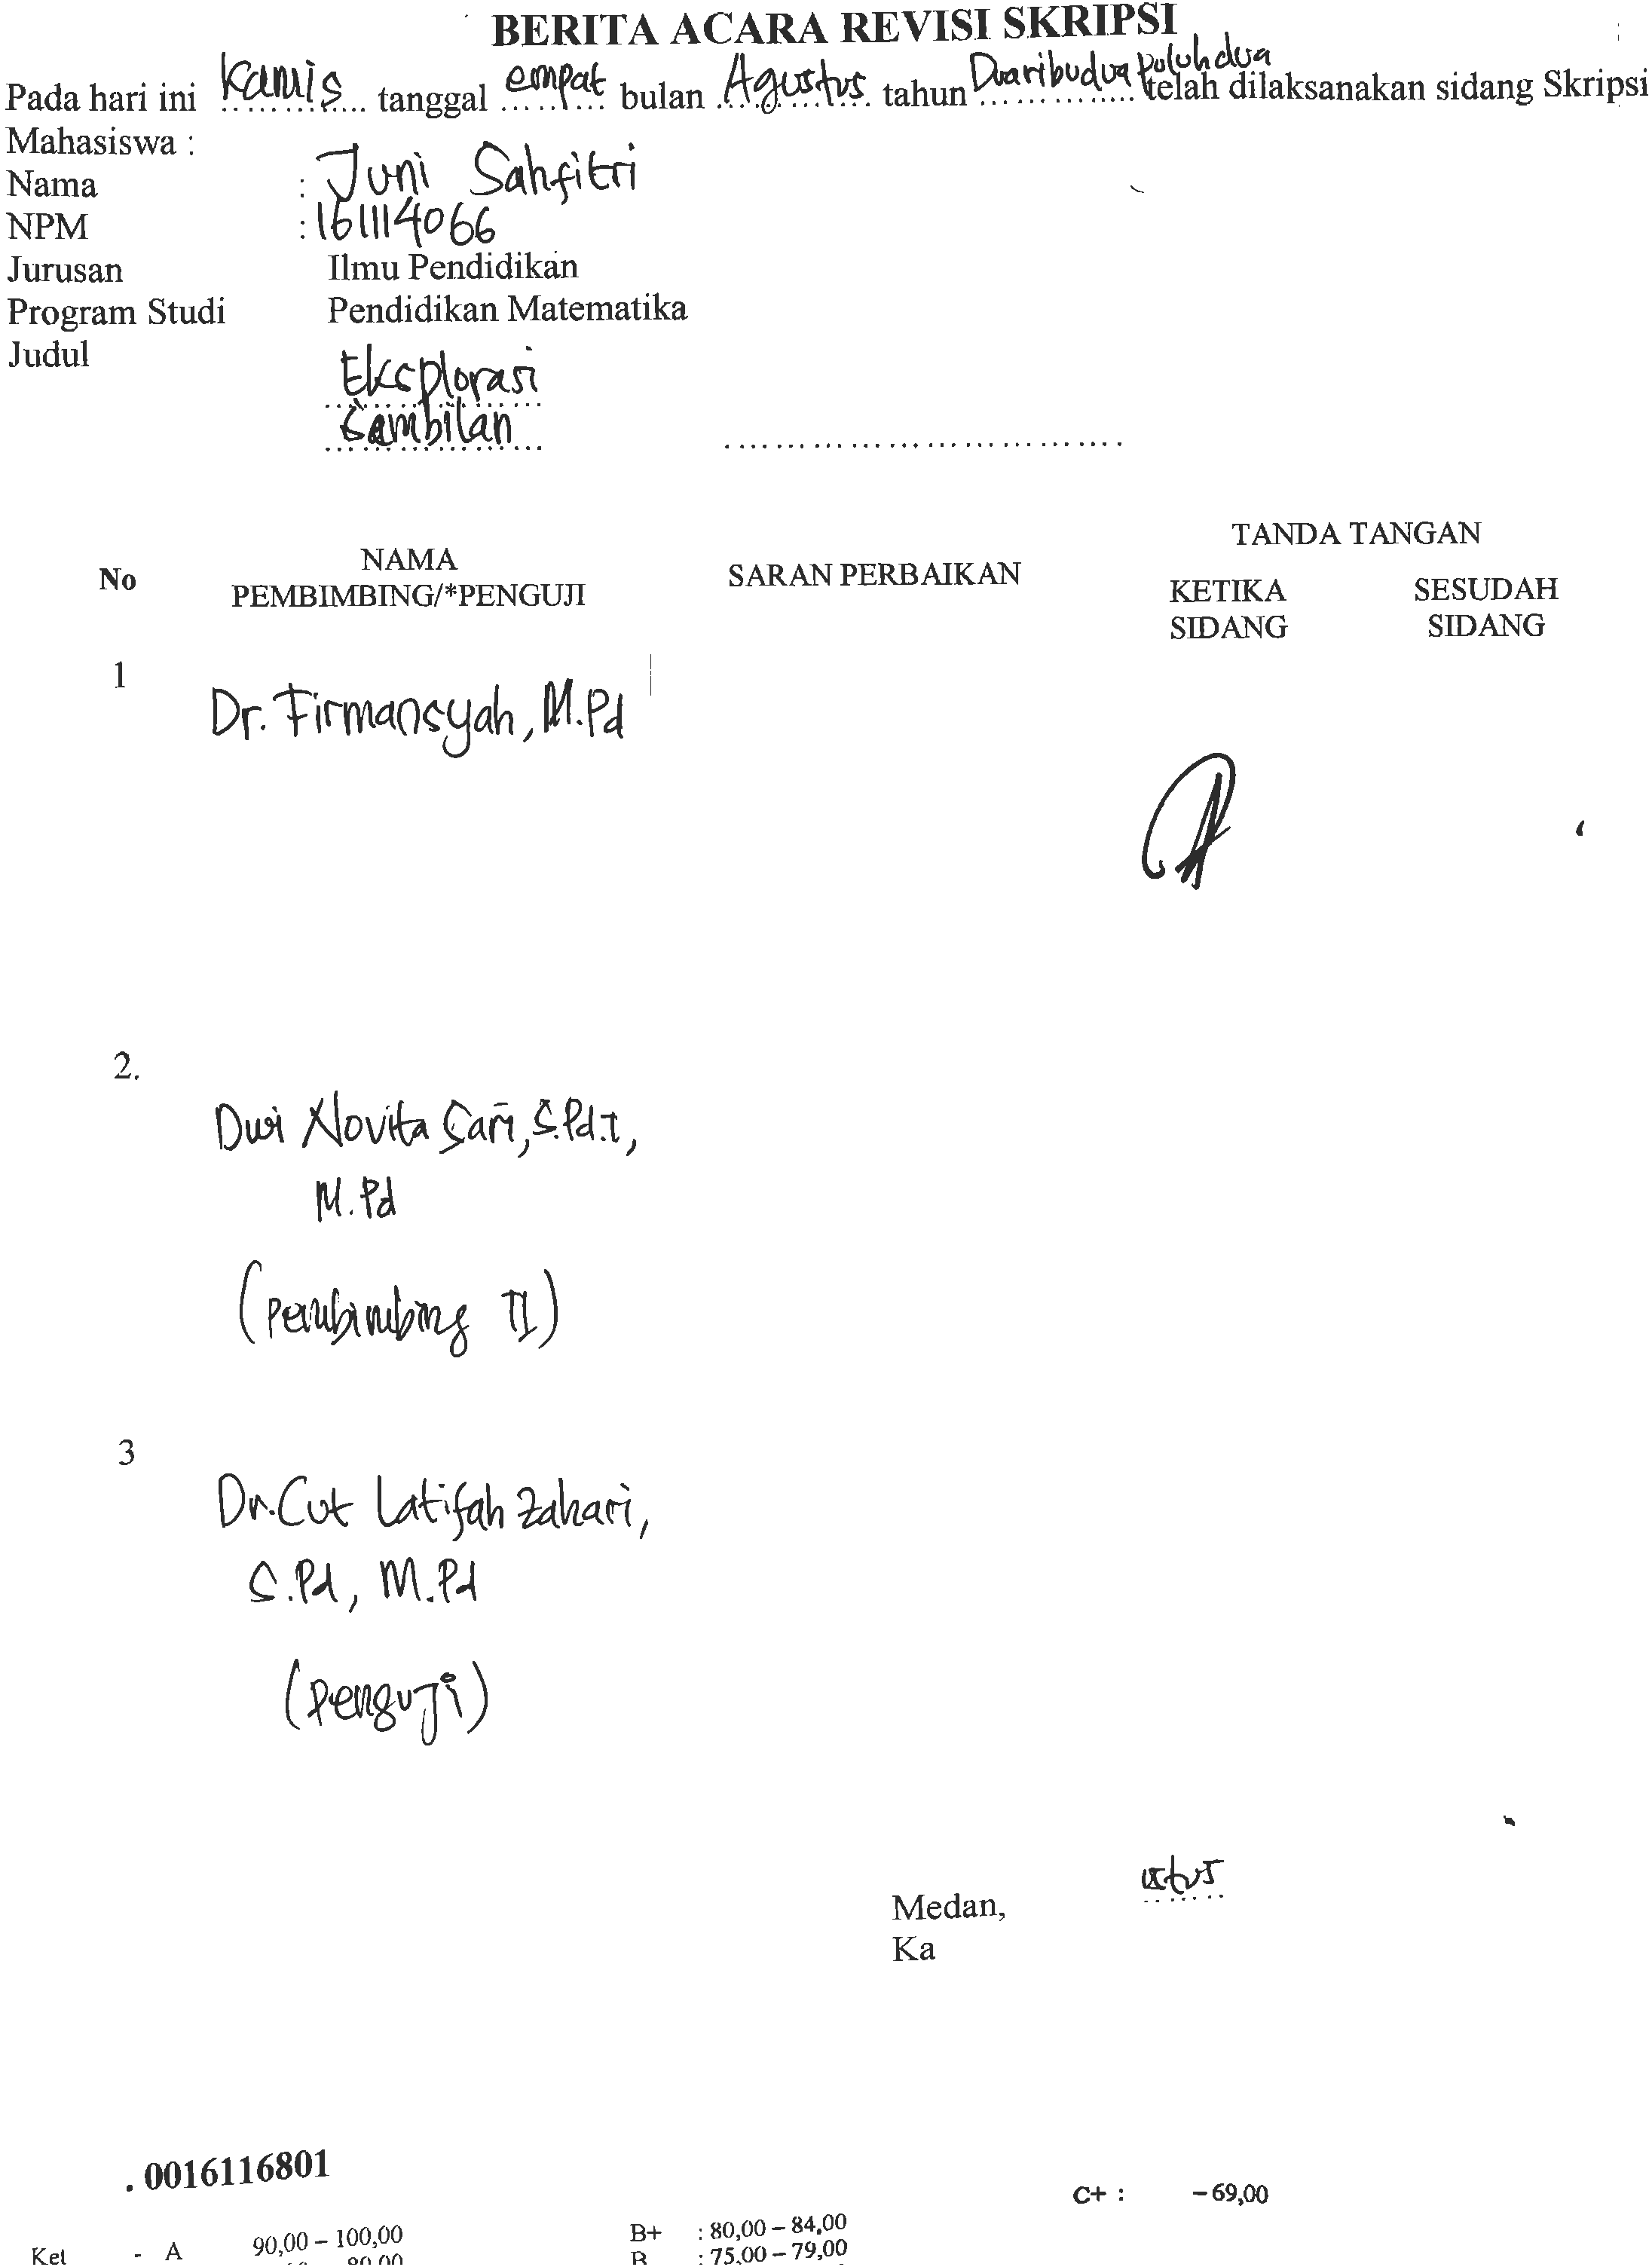 BERITA ACARA REVISI SKRIPSI
Pada hari ini Kamis tanggal empat bulan Agustus tahun Duaribuduapuluhdua telah dilaksanakan sidang Skripsi
Mahasiswa :
Nama : Juni Sahfitri
NPM : 161114066
Jurusan Ilmu Pendidikan
Program Studi Pendidikan Matematika
Judul
Eksplorasi
Sambilan
TANDA TANGAN
No NAMA PEMBIMBING/*PENGUJI SARAN PERBAIKAN KETIKA SIDANG SESUDAH SIDANG
1
Dr. Firmansyah, M.Pd
2.
Dwi Novita Sari, S.Pd.I,
M.Pd
(Pembimbing II)
3
Dr. Cut Latifah Zahari,
S.Pd, M.Pd
(Penguji)
Medan,
Ka
. 0016116801
C+ : – 69,00
Ket - A 90,00 – 100,00 B+ : 80,00 – 84,00
B : 75,00 – 79,00